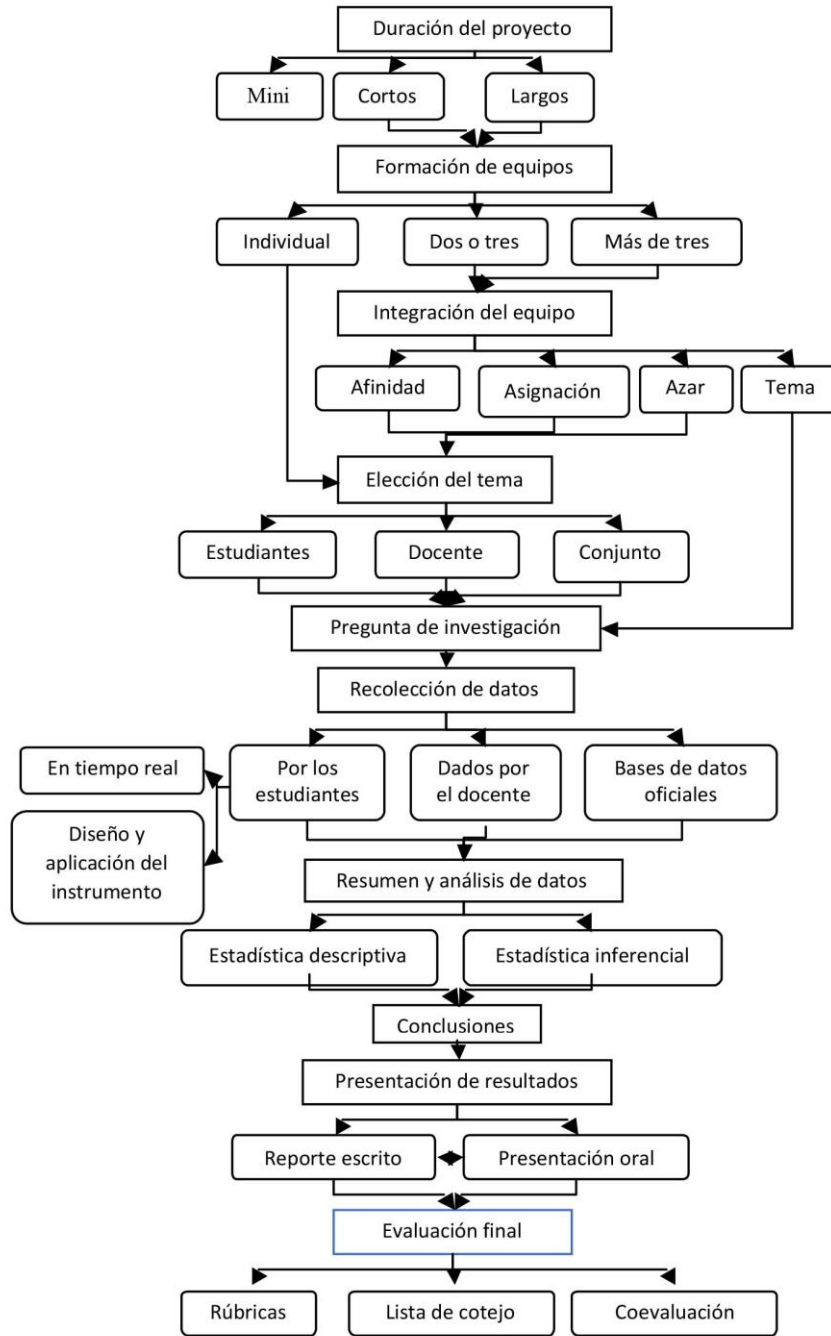 Duración del proyecto
Mini
Cortos
Largos
Formación de equipos
Individual
Dos o tres
Más de tres
Integración del equipo
Afinidad
Asignación
Azar
Tema
Elección del tema
Estudiantes
Docente
Conjunto
Pregunta de investigación
Recolección de datos
En tiempo real
Diseño y
aplicación del
instrumento
Por los
estudiantes
Dados por
el docente
Bases de datos
oficiales
Resumen y análisis de datos
Estadística descriptiva
Estadística inferencial
Conclusiones
Presentación de resultados
Reporte escrito
Presentación oral
Evaluación final
Rúbricas
Lista de cotejo
Coevaluación